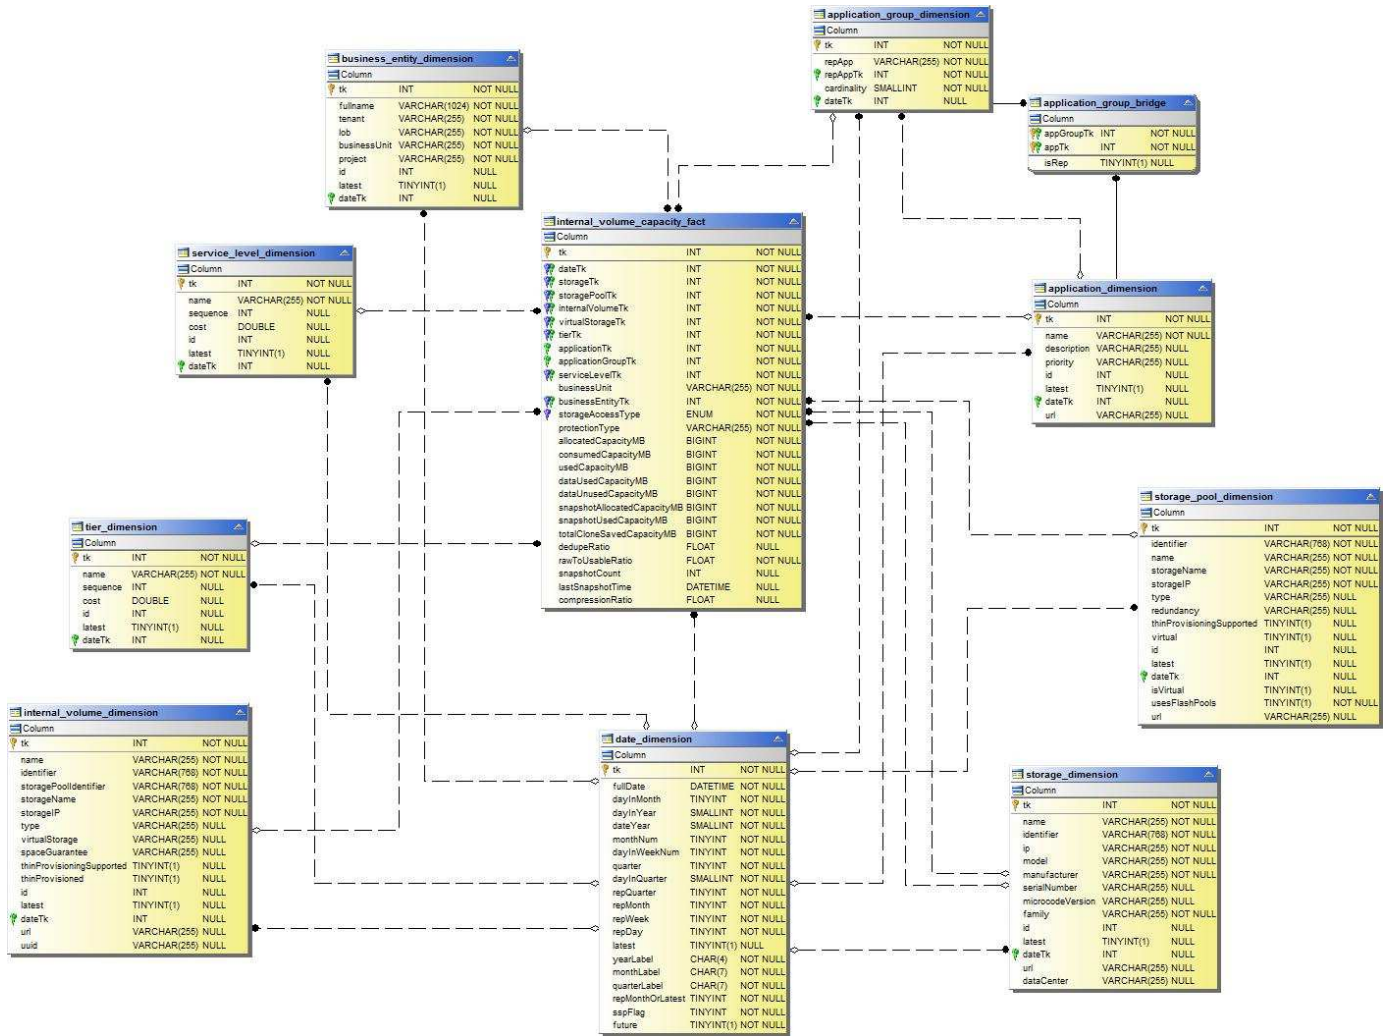 application_group_dimension
Column
tk INT NOT NULL
repApp VARCHAR(255) NOT NULL
repAppTk INT NOT NULL
cardinality SMALLINT NOT NULL
dateTk INT NULL
business_entity_dimension
Column
tk INT NOT NULL
fullname VARCHAR(1024) NOT NULL
tenant VARCHAR(255) NOT NULL
lob VARCHAR(255) NOT NULL
businessUnit VARCHAR(255) NOT NULL
project VARCHAR(255) NOT NULL
id INT NULL
latest TINYINT(1) NULL
dateTk INT NULL
application_group_bridge
Column
appGroupTk INT NOT NULL
appTk INT NOT NULL
isRep TINYINT(1) NULL
internal_volume_capacity_fact
Column
tk INT NOT NULL
dateTk INT NOT NULL
storageTk INT NOT NULL
storagePoolTk INT NOT NULL
internalVolumeTk INT NOT NULL
virtualStorageTk INT NOT NULL
tierTk INT NOT NULL
applicationTk INT NOT NULL
applicationGroupTk INT NOT NULL
serviceLevelTk INT NOT NULL
businessUnit VARCHAR(255) NOT NULL
businessEntityTk INT NOT NULL
storageAccessType ENUM NOT NULL
protectionType VARCHAR(255) NOT NULL
allocatedCapacityMB BIGINT NOT NULL
consumedCapacityMB BIGINT NOT NULL
usedCapacityMB BIGINT NOT NULL
dataUsedCapacityMB BIGINT NOT NULL
dataUnusedCapacityMB BIGINT NOT NULL
snapshotAllocatedCapacityMB BIGINT NOT NULL
snapshotUsedCapacityMB BIGINT NOT NULL
totalCloneSavedCapacityMB BIGINT NOT NULL
dedupeRatio FLOAT NULL
rawToUsableRatio FLOAT NOT NULL
snapshotCount INT NULL
lastSnapshotTime DATETIME NULL
compressionRatio FLOAT NULL
service_level_dimension
Column
tk INT NOT NULL
name VARCHAR(255) NOT NULL
sequence INT NULL
cost DOUBLE NULL
id INT NULL
latest TINYINT(1) NULL
dateTk INT NULL
application_dimension
Column
tk INT NOT NULL
name VARCHAR(255) NOT NULL
description VARCHAR(255) NULL
priority VARCHAR(255) NULL
id INT NULL
latest TINYINT(1) NULL
dateTk INT NULL
url VARCHAR(255) NULL
storage_pool_dimension
Column
tk INT NOT NULL
identifier VARCHAR(768) NOT NULL
name VARCHAR(255) NOT NULL
storageName VARCHAR(255) NOT NULL
storageIP VARCHAR(255) NOT NULL
type VARCHAR(255) NULL
redundancy VARCHAR(255) NULL
thinProvisioningSupported TINYINT(1) NULL
virtual TINYINT(1) NULL
id INT NULL
latest TINYINT(1) NULL
dateTk INT NULL
isVirtual TINYINT(1) NULL
usesFlashPools TINYINT(1) NOT NULL
url VARCHAR(255) NULL
tier_dimension
Column
tk INT NOT NULL
name VARCHAR(255) NOT NULL
sequence INT NULL
cost DOUBLE NULL
id INT NULL
latest TINYINT(1) NULL
dateTk INT NULL
internal_volume_dimension
Column
tk INT NOT NULL
name VARCHAR(255) NOT NULL
identifier VARCHAR(768) NOT NULL
storagePoolIdentifier VARCHAR(768) NOT NULL
storageName VARCHAR(255) NOT NULL
storageIP VARCHAR(255) NOT NULL
type VARCHAR(255) NULL
virtualStorage VARCHAR(255) NULL
spaceGuarantee VARCHAR(255) NULL
thinProvisioningSupported TINYINT(1) NULL
thinProvisioned TINYINT(1) NULL
id INT NULL
latest TINYINT(1) NULL
dateTk INT NULL
url VARCHAR(255) NULL
uuid VARCHAR(255) NULL
date_dimension
Column
tk INT NOT NULL
fullDate DATETIME NOT NULL
dayInMonth TINYINT NOT NULL
dayInYear SMALLINT NOT NULL
dateYear SMALLINT NOT NULL
monthNum TINYINT NOT NULL
dayInWeekNum TINYINT NOT NULL
quarter TINYINT NOT NULL
dayInQuarter SMALLINT NOT NULL
repQuarter TINYINT NOT NULL
repMonth TINYINT NOT NULL
repWeek TINYINT NOT NULL
repDay TINYINT NOT NULL
latest TINYINT(1) NULL
yearLabel CHAR(4) NOT NULL
monthLabel CHAR(7) NOT NULL
quarterLabel CHAR(7) NOT NULL
repMonthOrLatest TINYINT NOT NULL
sspFlag TINYINT NOT NULL
future TINYINT(1) NOT NULL
storage_dimension
Column
tk INT NOT NULL
name VARCHAR(255) NOT NULL
identifier VARCHAR(768) NOT NULL
ip VARCHAR(255) NOT NULL
model VARCHAR(255) NOT NULL
manufacturer VARCHAR(255) NOT NULL
serialNumber VARCHAR(255) NULL
microcodeVersion VARCHAR(255) NULL
family VARCHAR(255) NOT NULL
id INT NULL
latest TINYINT(1) NULL
dateTk INT NULL
url VARCHAR(255) NULL
dataCenter VARCHAR(255) NULL